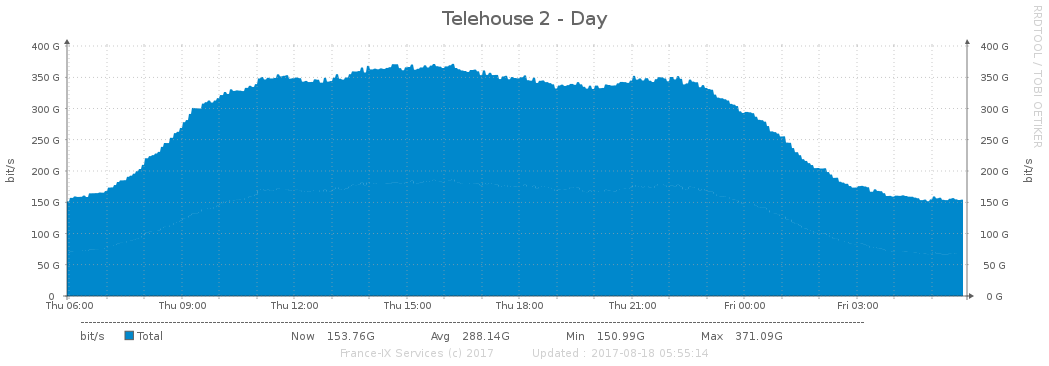 Telehouse 2 - Day
RRDTOOL / TOBI OETIKER
bit/s
400 G 400 G
350 G 350 G
300 G 300 G
250 G 250 G
200 G 200 G
150 G 150 G
100 G 100 G
50 G 50 G
0 0 G
bit/s
Thu 06:00 Thu 09:00 Thu 12:00 Thu 15:00 Thu 18:00 Thu 21:00 Fri 00:00 Fri 03:00
bit/s Total Now 153.76G Avg 288.14G Min 150.99G Max 371.09G
France-IX Services (c) 2017 Updated : 2017-08-18 05:55:14